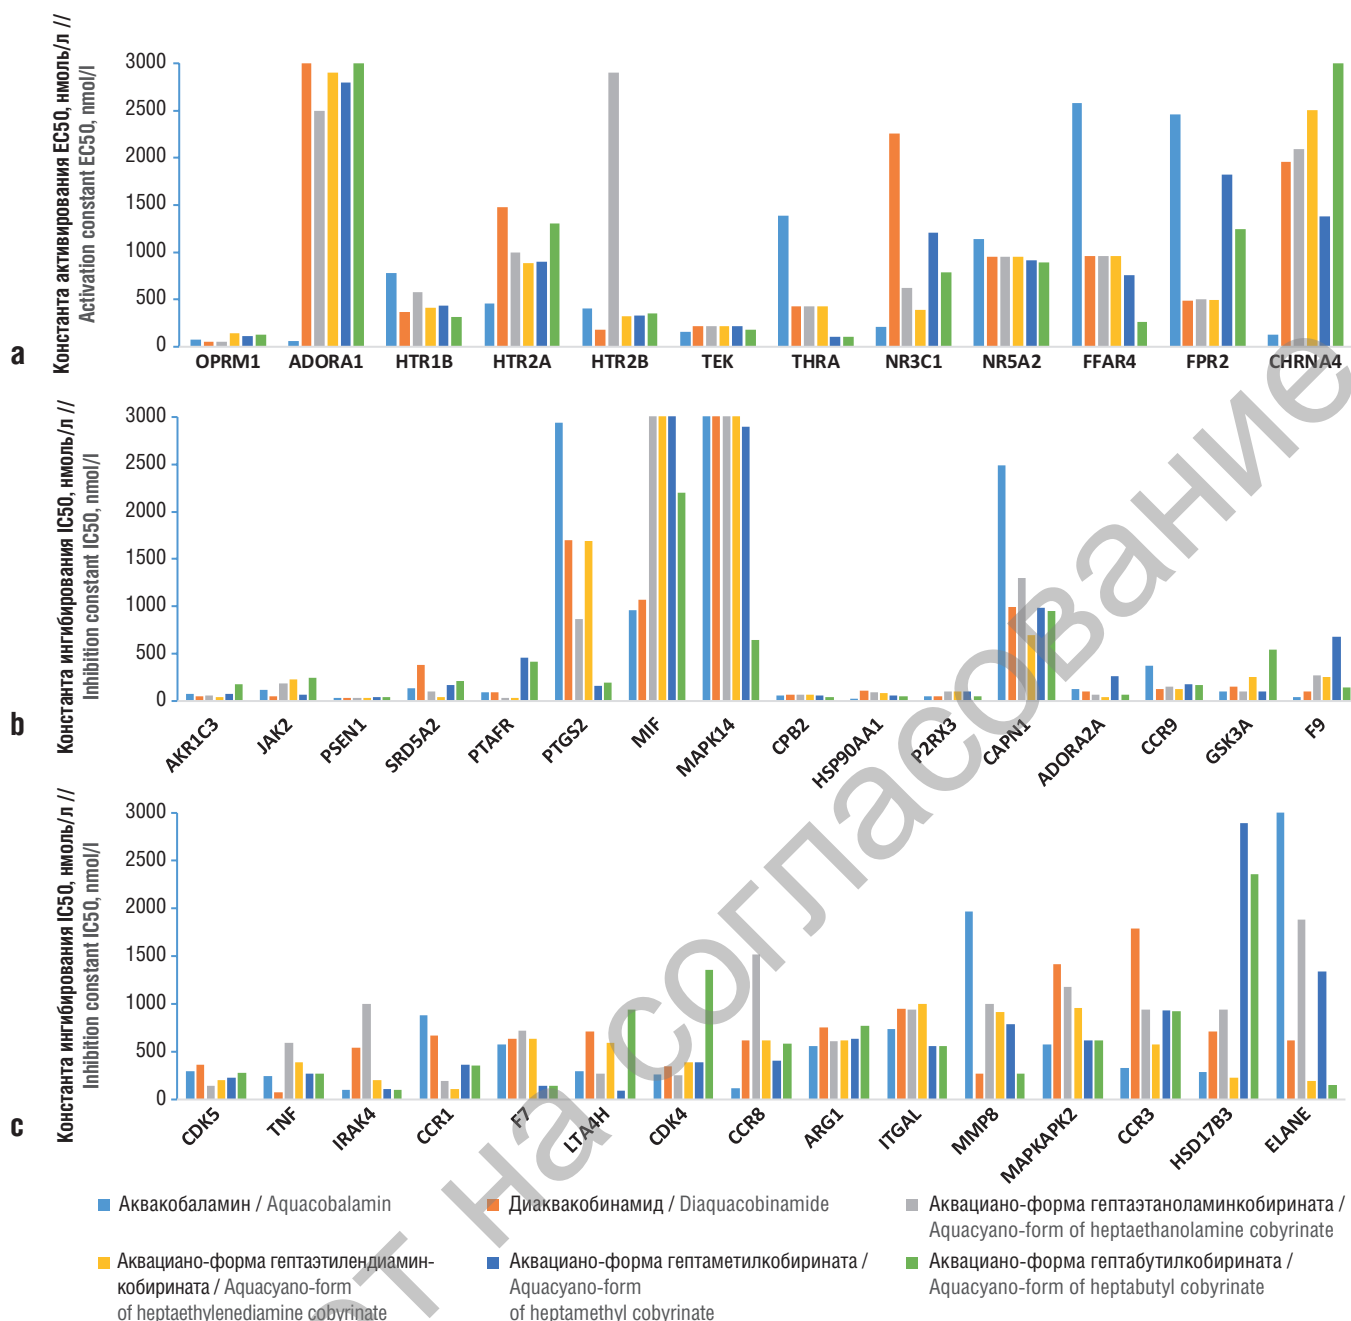 Константа активирования EC50, нмоль/л //
Activation constant EC50, nmol/l
3000
2500
2000
1500
1000
500
0
a
OPRM1 ADORA1 HTR1B HTR2A HTR2B TEK THRA NR3C1 NR5A2 FFAR4 FPR2 CHRNA4
Константа ингибирования IC50, нмоль/л //
Inhibition constant IC50, nmol/l
3000
2500
2000
1500
1000
500
0
b
AKR1C3 JAK2 PSEN1 SRD5A2 PTAFR PTGS2 MIF MAPK14 CPB2 HSP90AA1 P2RX3 CAPN1 ADORA2A CCR9 GSK3A F9
Константа ингибирования IC50, нмоль/л //
Inhibition constant IC50, nmol/l
3000
2500
2000
1500
1000
500
0
c
CDK5 TNF IRAK4 CCR1 F7 LTA4H CDK4 CCR8 ARG1 ITGAL MMP8 MAPKAPK2 CCR3 HSD17B3 ELANE
Аквакобаламин / Aquacobalamin
Диаквакобинамид / Diaquacobinamide
Аквациано-форма гептаэтаноламинкобирината /
Aquacyano-form of heptaethanolamine cobyrinate
Аквациано-форма гептаэтилендиамин-
кобирината / Aquacyano-form
of heptaethylenediamine cobyrinate
Аквациано-форма гептаметилкобирината /
Aquacyano-form
of heptamethyl cobyrinate
Аквациано-форма гептабутилкобирината /
Aquacyano-form of heptabutyl cobyrinate
на согласование